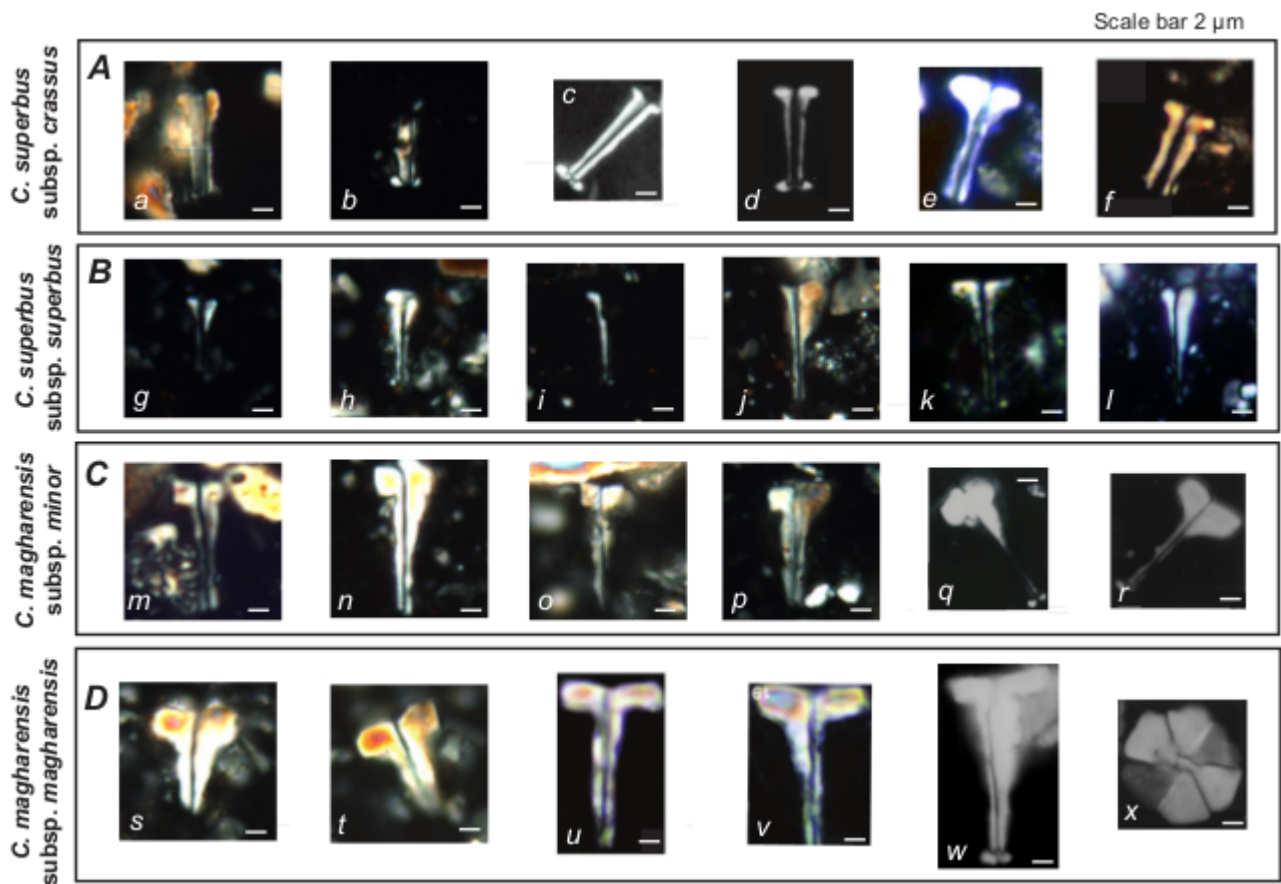 Scale bar 2 µm
C. superbus
subsp. crassus
A
a
b
c
d
e
f
C. superbus
subsp. superbus
B
g
h
i
j
k
l
C. magharensis
subsp. minor
C
m
n
o
p
q
r
C. magharensis
subsp. magharensis
D
s
t
u
v
w
x